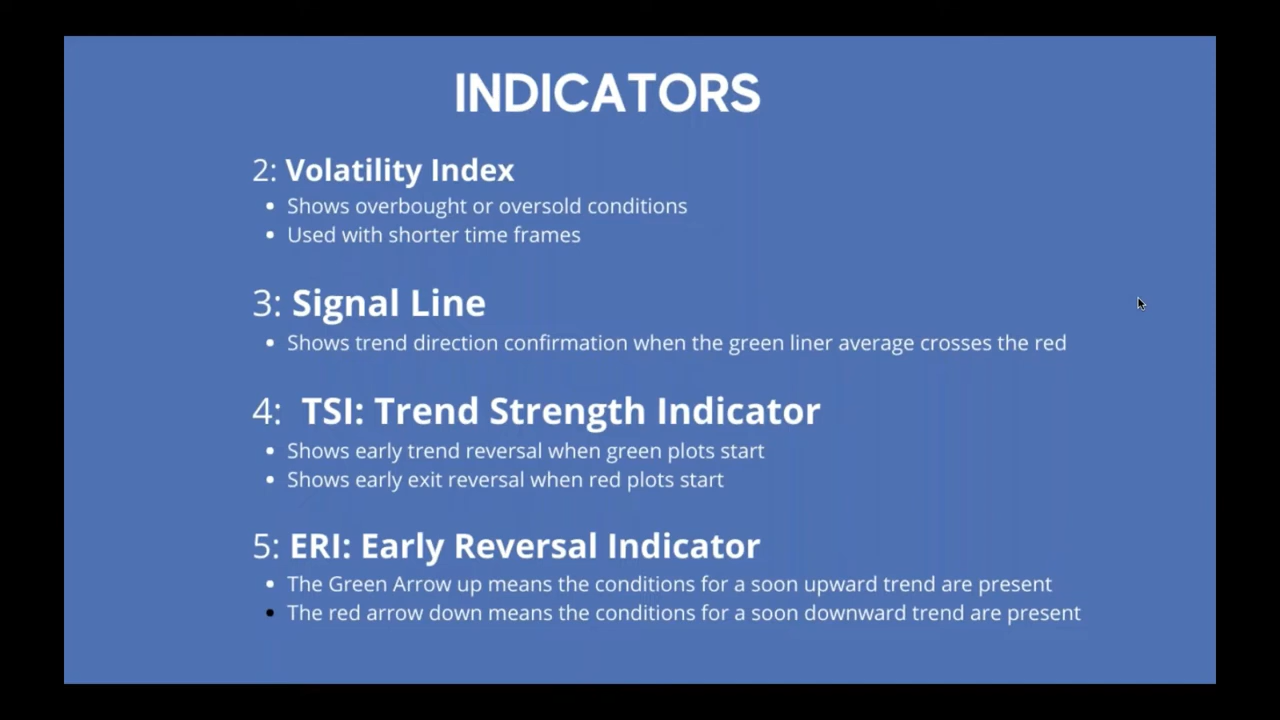 INDICATORS
2: Volatility Index
• Shows overbought or oversold conditions
• Used with shorter time frames
3: Signal Line
• Shows trend direction confirmation when the green liner average crosses the red
4: TSI: Trend Strength Indicator
• Shows early trend reversal when green plots start
• Shows early exit reversal when red plots start
5: ERI: Early Reversal Indicator
• The Green Arrow up means the conditions for a soon upward trend are present
• The red arrow down means the conditions for a soon downward trend are present